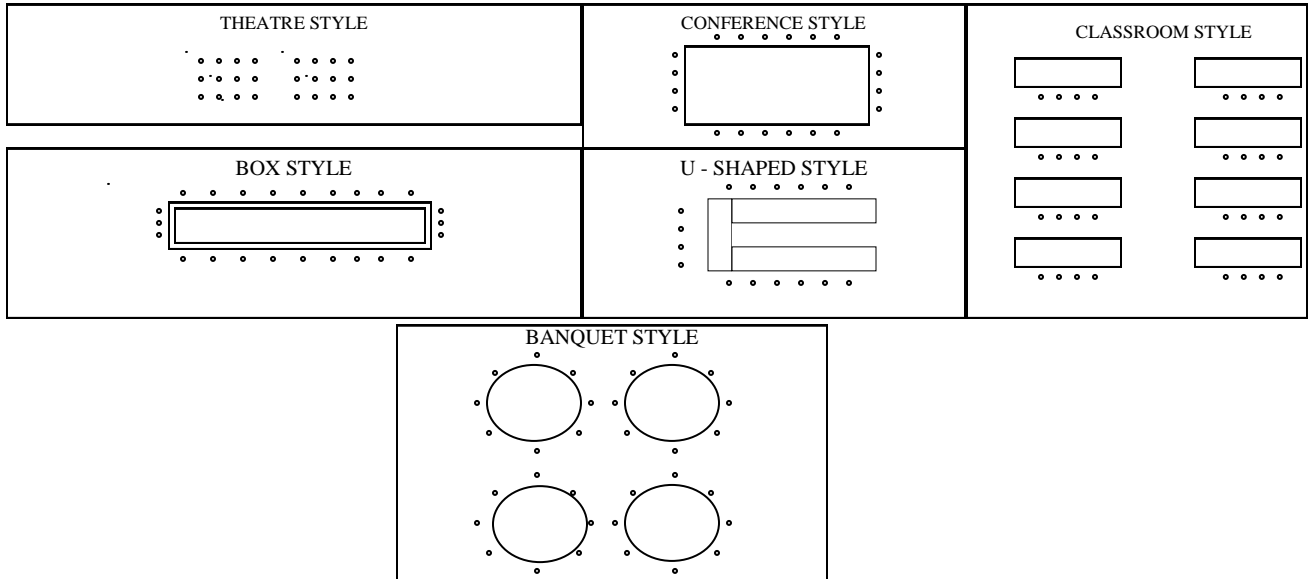 THEATRE STYLE
CONFERENCE STYLE
CLASSROOM STYLE
BOX STYLE
U - SHAPED STYLE
BANQUET STYLE